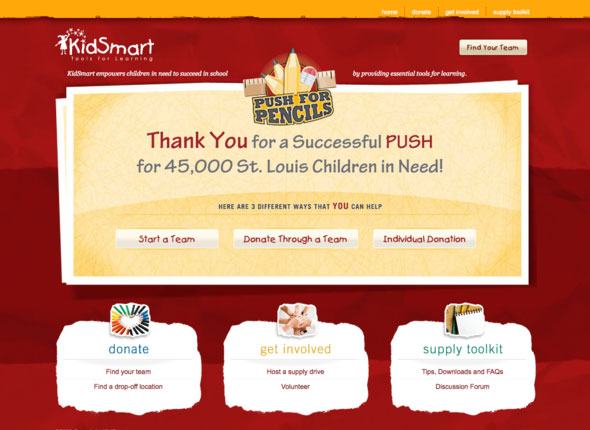 home donate get involved supply toolkit
KidSmart
Tools for Learning
Find Your Team
KidSmart empowers children in need to succeed in school by providing essential tools for learning.
PUSH FOR
PENCILS
Thank You for a Successful PUSH
for 45,000 St. Louis Children in Need!
HERE ARE 3 DIFFERENT WAYS THAT YOU CAN HELP
Start a Team Donate Through a Team Individual Donation
donate get involved supply toolkit
Find your team Host a supply drive Tips, Downloads and FAQs
Find a drop-off location Volunteer Discussion Forum